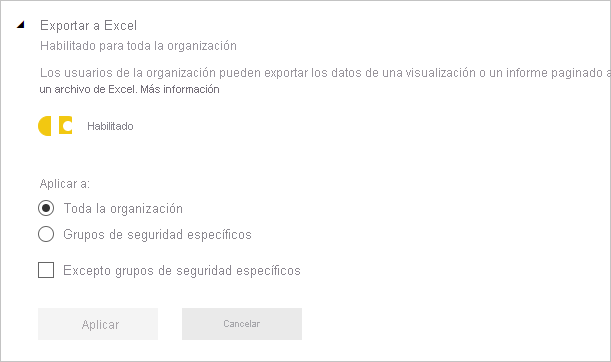 Exportar a Excel
Habilitado para toda la organización
Los usuarios de la organización pueden exportar los datos de una visualización o un informe paginado a
un archivo de Excel. Más información
Habilitado
Aplicar a:
Toda la organización
Grupos de seguridad específicos
Excepto grupos de seguridad específicos
Aplicar
Cancelar